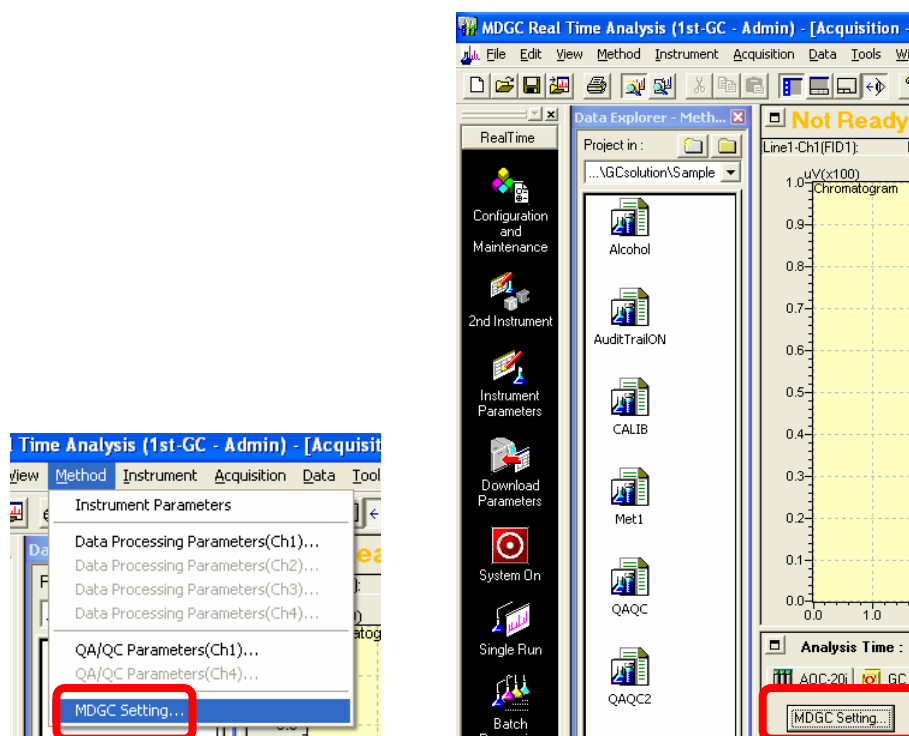 l Time Analysis (1st-GC - Admin) - [Acquisit
View Method Instrument Acquisition Data Tool
Instrument Parameters
Data Processing Parameters(Ch1)...
Data Processing Parameters(Ch2)...
Data Processing Parameters(Ch3)...
Data Processing Parameters(Ch4)...
QA/QC Parameters(Ch1)...
QA/QC Parameters(Ch4)...
MDGC Setting...
MDGC Real Time Analysis (1st-GC - Admin) - [Acquisition -
File Edit View Method Instrument Acquisition Data Tools Wi
RealTime
Configuration
and
Maintenance
2nd Instrument
Instrument
Parameters
Download
Parameters
System On
Single Run
Batch
Data Explorer - Meth...
Project in :
...\GCsolution\Sample
Alcohol
AuditTrailON
CALIB
Met1
QAQC
QAQC2
Not Ready
Line1-Ch1(FID1):
uV(x100)
Chromatogram
1.0
0.9
0.8
0.7
0.6
0.5
0.4
0.3
0.2
0.1
0.0
0.0 1.0
Analysis Time :
AOC-20i GC
MDGC Setting...